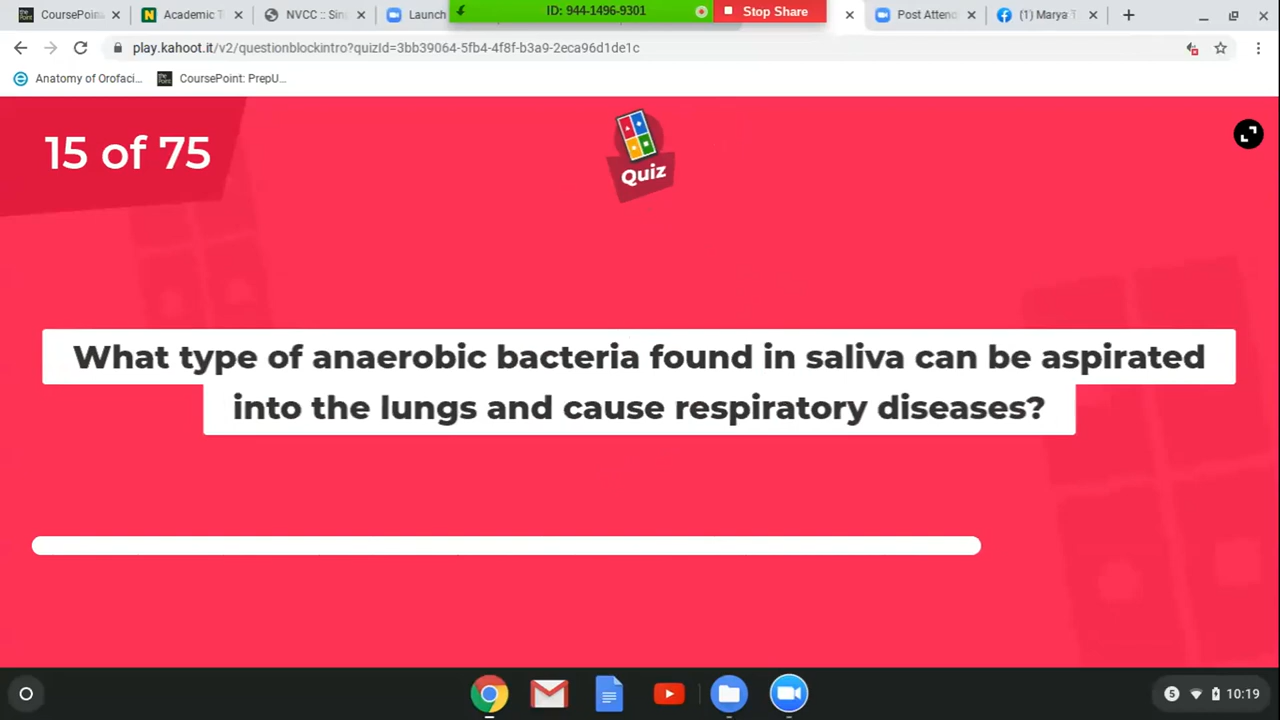 CoursePoin
Academic T
NVCC :: Sin
Launch
ID: 944-1496-9301
Stop Share
Post Attend
(1) Marya T
play.kahoot.it/v2/questionblockintro?quizId=3bb39064-5fb4-4f8f-b3a9-2eca96d1de1c
Anatomy of Orofaci...
CoursePoint: PrepU...
15 of 75
Quiz
What type of anaerobic bacteria found in saliva can be aspirated
into the lungs and cause respiratory diseases?
5
10:19